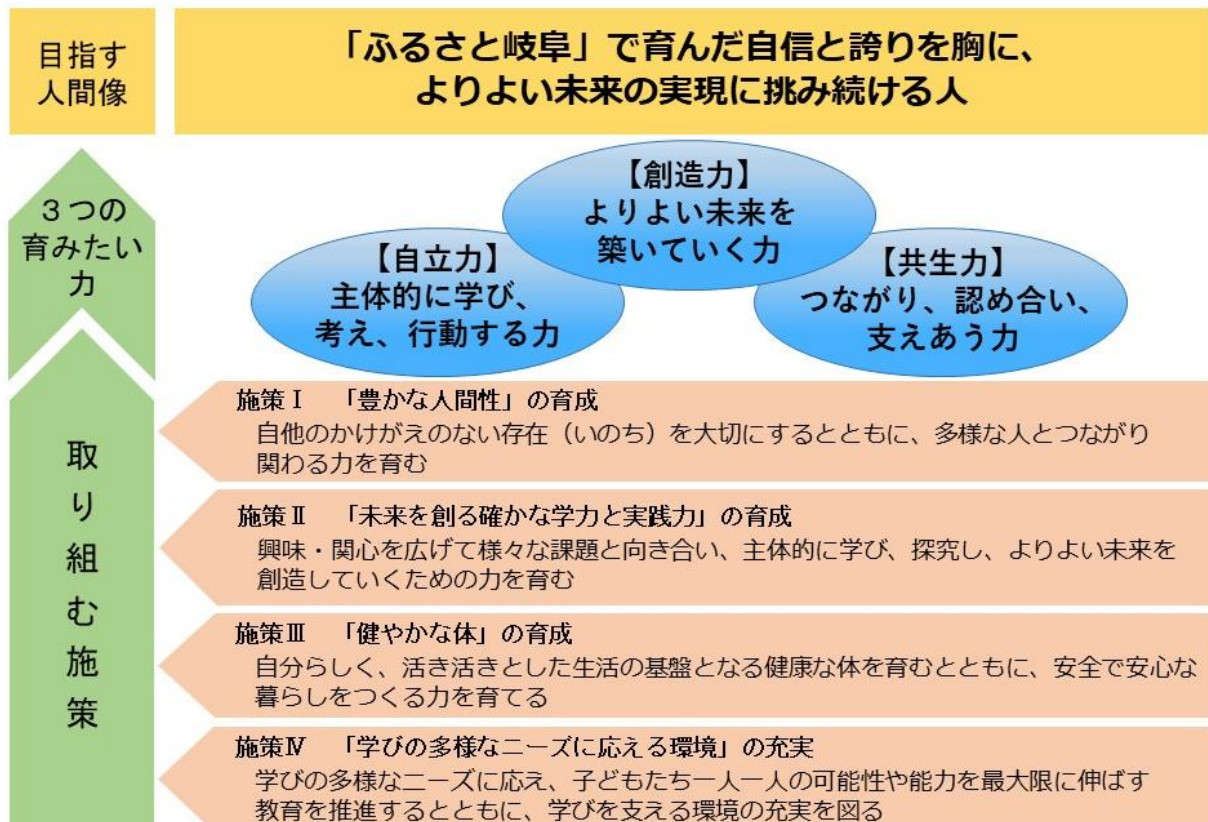 目指す
人間像
「ふるさと岐阜」で育んだ自信と誇りを胸に、
よりよい未来の実現に挑み続ける人
3つの
育みたい
力
【創造力】
よりよい未来を
築いていく力
【自立力】
主体的に学び、
考え、行動する力
【共生力】
つながり、認め合い、
支えあう力
取り組む施策
施策Ⅰ 「豊かな人間性」の育成
自他のかけがえのない存在(いのち)を大切にするとともに、多様な人とつながり
関わる力を育む
施策Ⅱ 「未来を創る確かな学力と実践力」の育成
興味・関心を広げて様々な課題と向き合い、主体的に学び、探究し、よりよい未来を
創造していくための力を育む
施策Ⅲ 「健やかな体」の育成
自分らしく、活き活きとした生活の基盤となる健康な体を育むとともに、安全で安心な
暮らしをつくる力を育てる
施策Ⅳ 「学びの多様なニーズに応える環境」の充実
学びの多様なニーズに応え、子どもたち一人一人の可能性や能力を最大限に伸ばす
教育を推進するとともに、学びを支える環境の充実を図る